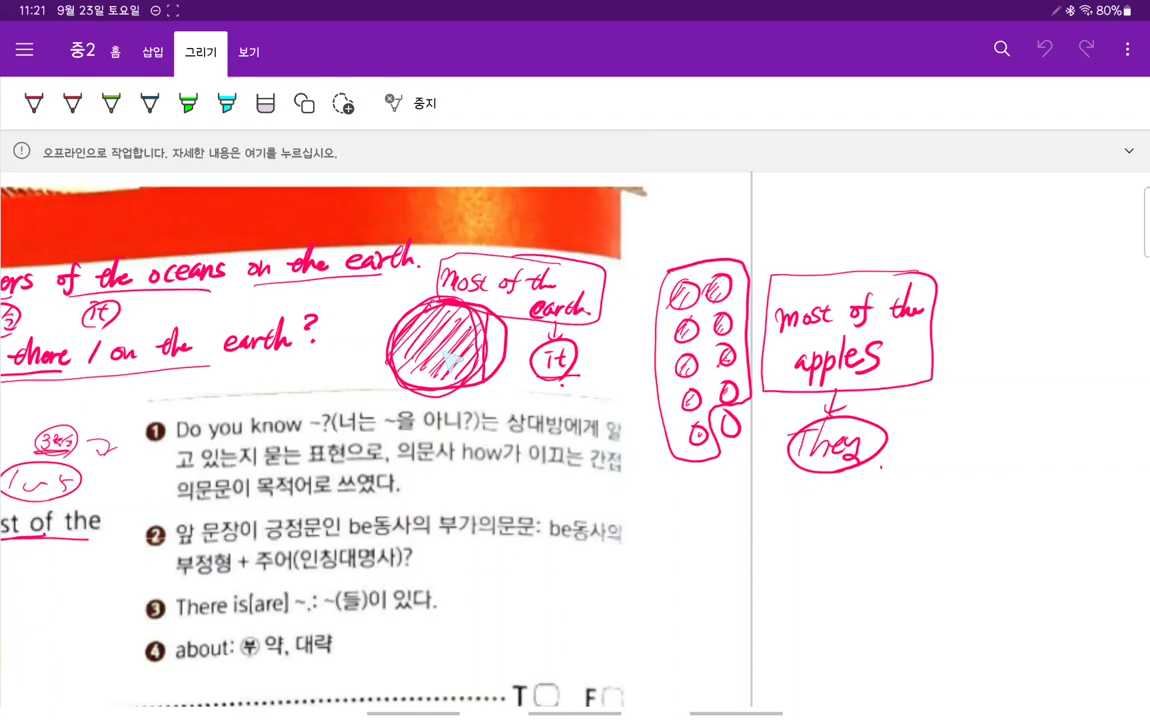 11:21 9월 23일 토요일 80%
중2 홈 삽입 그리기 보기
중지
오프라인으로 작업합니다. 자세한 내용은 여기를 누르십시오.
ers of the oceans on the earth.
it
there / on the earth?
Most of the
earth
it
Most of the
apples
They
st of the
❶ Do you know ~?(너는 ~을 아니?)는 상대방에게 알
고 있는지 묻는 표현으로, 의문사 how가 이끄는 간접
의문문이 목적어로 쓰였다.
❷ 앞 문장이 긍정문인 be동사의 부가의문문: be동사의
부정형 + 주어(인칭대명사)?
❸ There is[are] ~.: ~(들)이 있다.
❹ about: ㉷ 약, 대략
T F